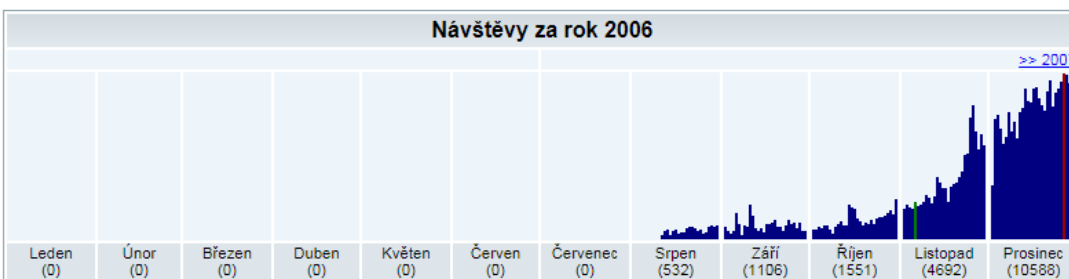 Návštěvy za rok 2006
>> 200
Leden Únor Březen Duben Květen Červen Červenec Srpen Září Říjen Listopad Prosinec
(0) (0) (0) (0) (0) (0) (0) (532) (1106) (1551) (4692) (10588)